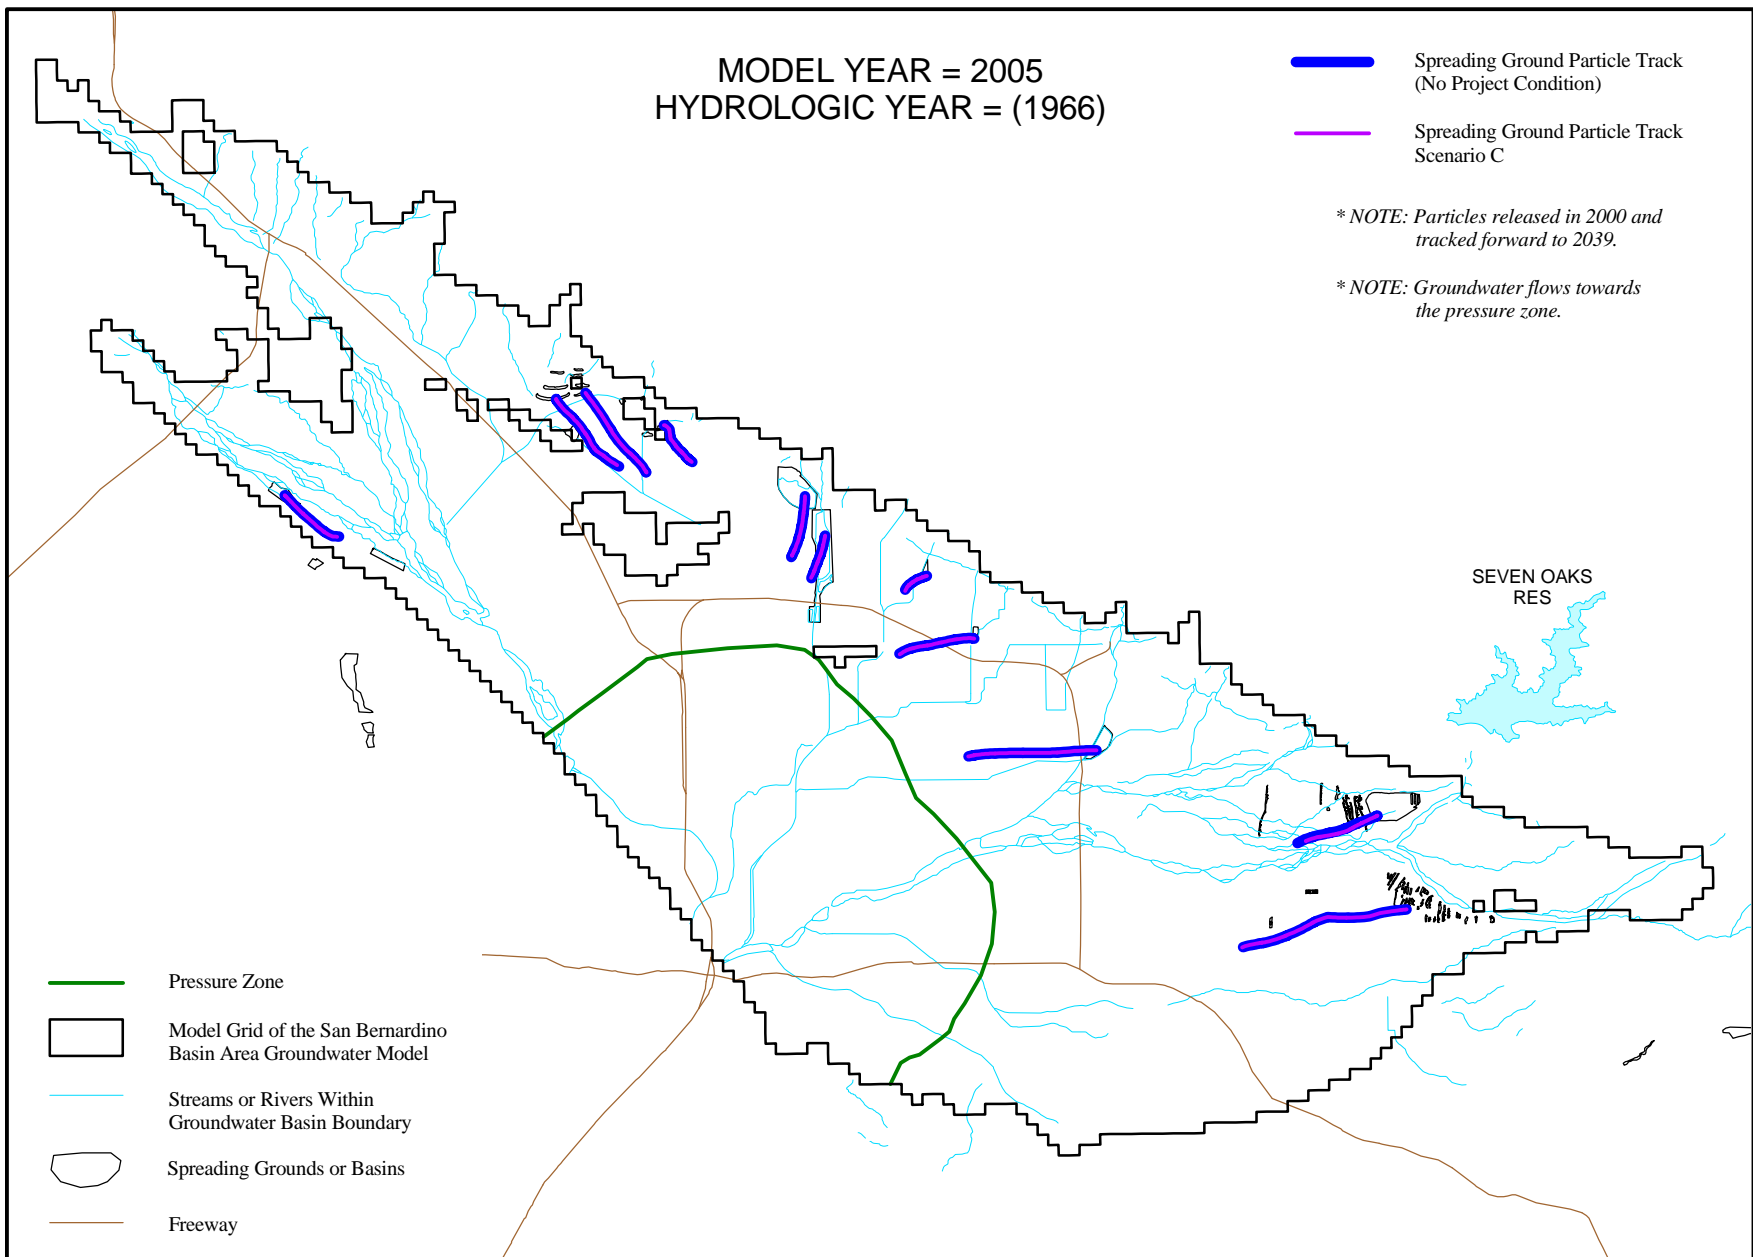 MODEL YEAR = 2005
HYDROLOGIC YEAR = (1966)
Spreading Ground Particle Track
(No Project Condition)
Spreading Ground Particle Track
Scenario C
* NOTE: Particles released in 2000 and
tracked forward to 2039.
* NOTE: Groundwater flows towards
the pressure zone.
SEVEN OAKS
RES
Pressure Zone
Model Grid of the San Bernardino
Basin Area Groundwater Model
Streams or Rivers Within
Groundwater Basin Boundary
Spreading Grounds or Basins
Freeway